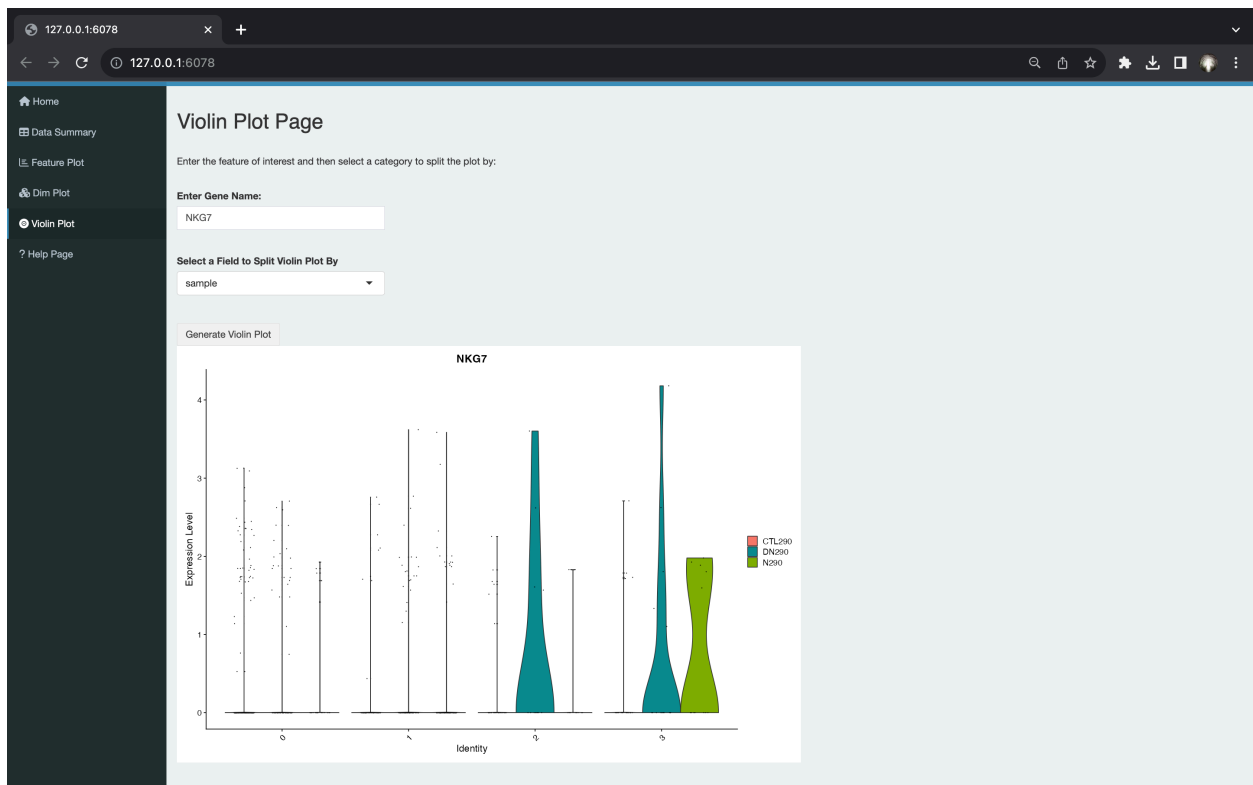 127.0.0.1:6078
127.0.0.1:6078
Home
Data Summary
Feature Plot
Dim Plot
Violin Plot
? Help Page
Violin Plot Page
Enter the feature of interest and then select a category to split the plot by:
Enter Gene Name:
NKG7
Select a Field to Split Violin Plot By
sample
Generate Violin Plot
NKG7
4
3
2
1
0
Expression Level
0
1
2
3
Identity
CTL290
DN290
N290